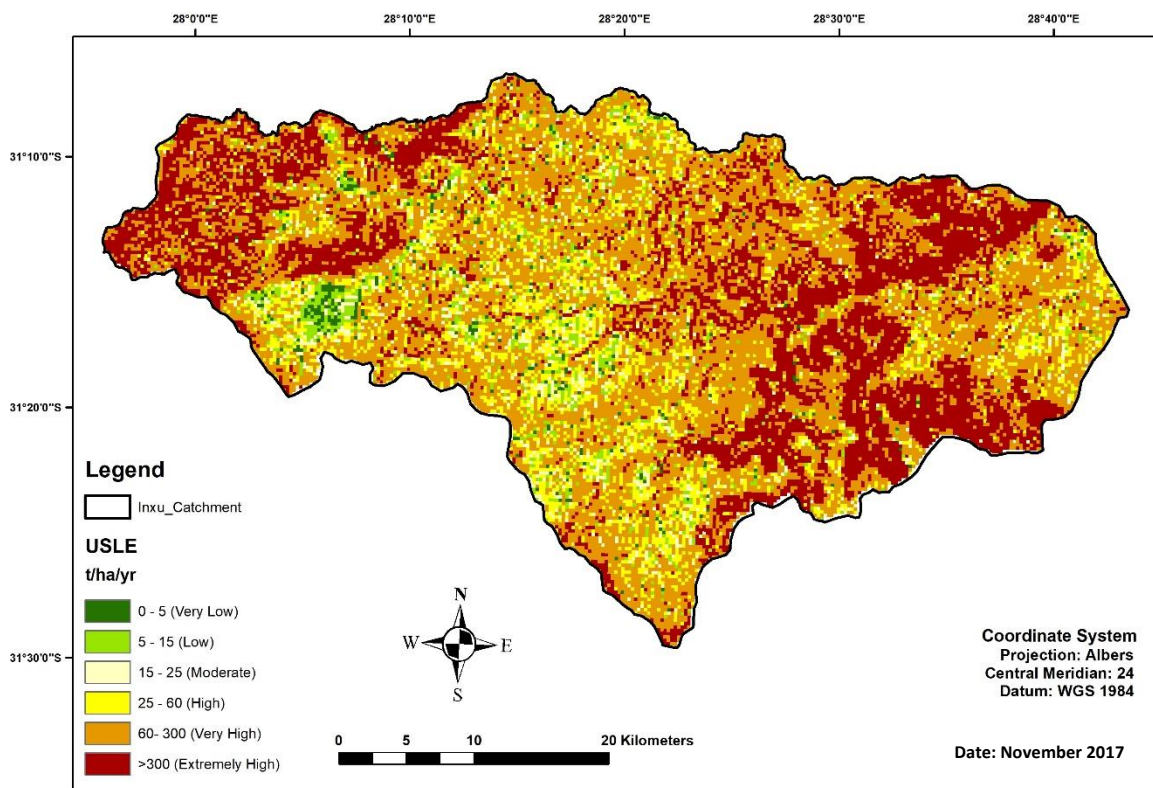 28°0'0"E 28°10'0"E 28°20'0"E 28°30'0"E 28°40'0"E
31°10'0"S
31°20'0"S
31°30'0"S
Legend
Inxu_Catchment
USLE
t/ha/yr
0 - 5 (Very Low)
5 - 15 (Low)
15 - 25 (Moderate)
25 - 60 (High)
60- 300 (Very High)
>300 (Extremely High)
N
W E
S
0 5 10 20 Kilometers
Coordinate System
Projection: Albers
Central Meridian: 24
Datum: WGS 1984
Date: November 2017